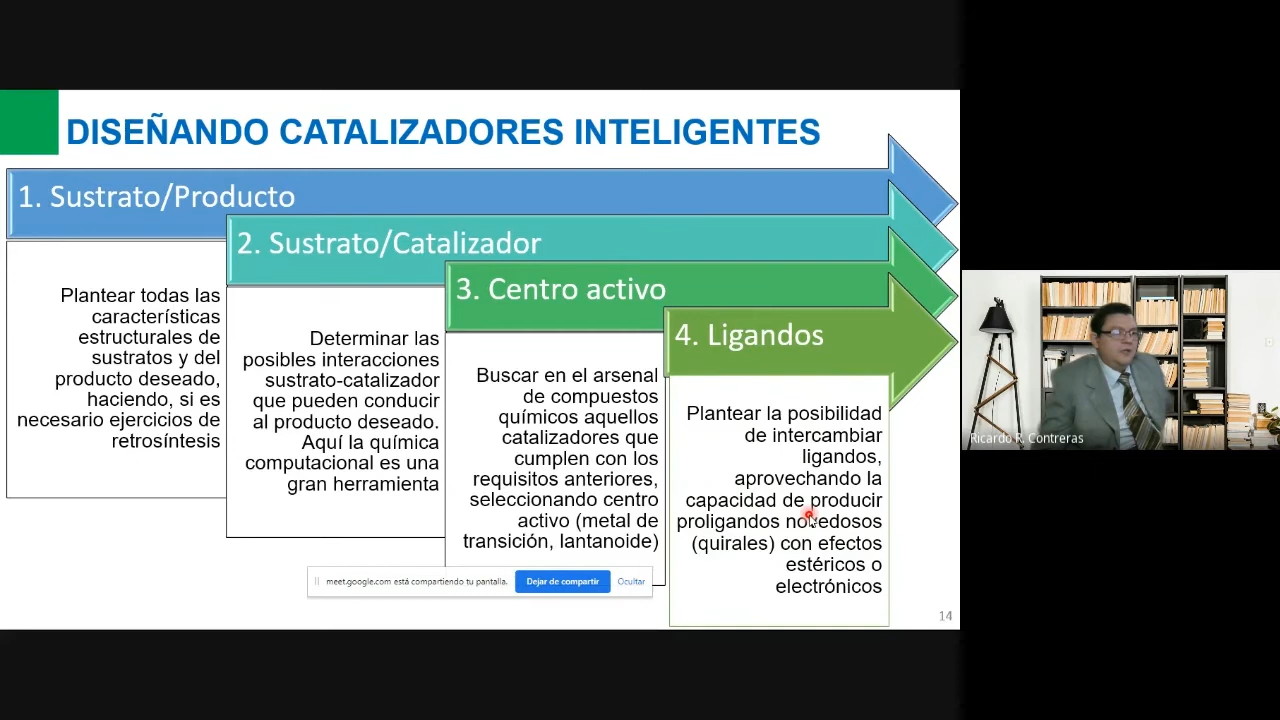 DISEÑANDO CATALIZADORES INTELIGENTES
1. Sustrato/Producto
Plantear todas las
características
estructurales de
sustratos y del
producto deseado,
haciendo, si es
necesario ejercicios de
retrosíntesis
2. Sustrato/Catalizador
Determinar las
posibles interacciones
sustrato-catalizador
que pueden conducir
al producto deseado.
Aquí la química
computacional es una
gran herramienta
3. Centro activo
Buscar en el arsenal
de compuestos
químicos aquellos
catalizadores que
cumplen con los
requisitos anteriores,
seleccionando centro
activo (metal de
transición, lantanoide)
4. Ligandos
Plantear la posibilidad
de intercambiar
ligandos,
aprovechando la
capacidad de producir
proligandos novedosos
(quirales) con efectos
estéricos o
electrónicos
meet.google.com está compartiendo tu pantalla.
Dejar de compartir
Ocultar
14
Ricardo R. Contreras